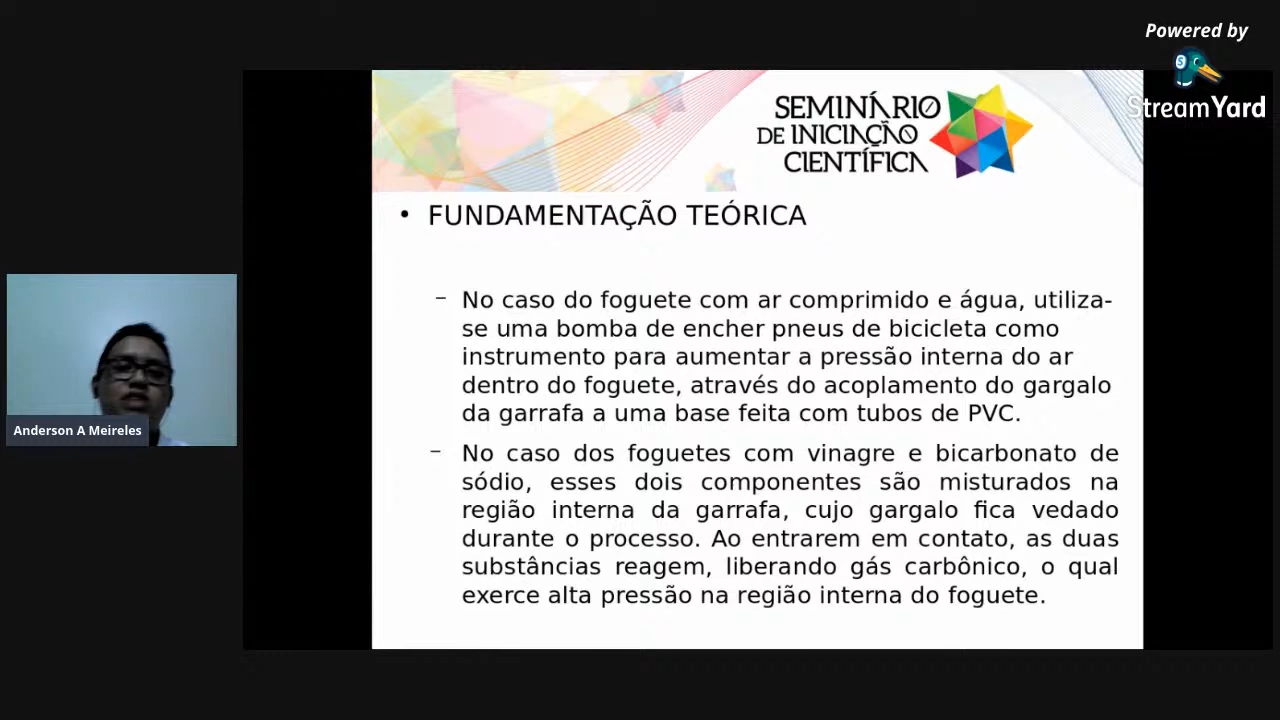 Powered by
StreamYard
SEMINÁRIO
DE INICIAÇÃO
CIENTÍFICA
• FUNDAMENTAÇÃO TEÓRICA
– No caso do foguete com ar comprimido e água, utiliza-
se uma bomba de encher pneus de bicicleta como
instrumento para aumentar a pressão interna do ar
dentro do foguete, através do acoplamento do gargalo
da garrafa a uma base feita com tubos de PVC.
– No caso dos foguetes com vinagre e bicarbonato de
sódio, esses dois componentes são misturados na
região interna da garrafa, cujo gargalo fica vedado
durante o processo. Ao entrarem em contato, as duas
substâncias reagem, liberando gás carbônico, o qual
exerce alta pressão na região interna do foguete.
Anderson A Meireles